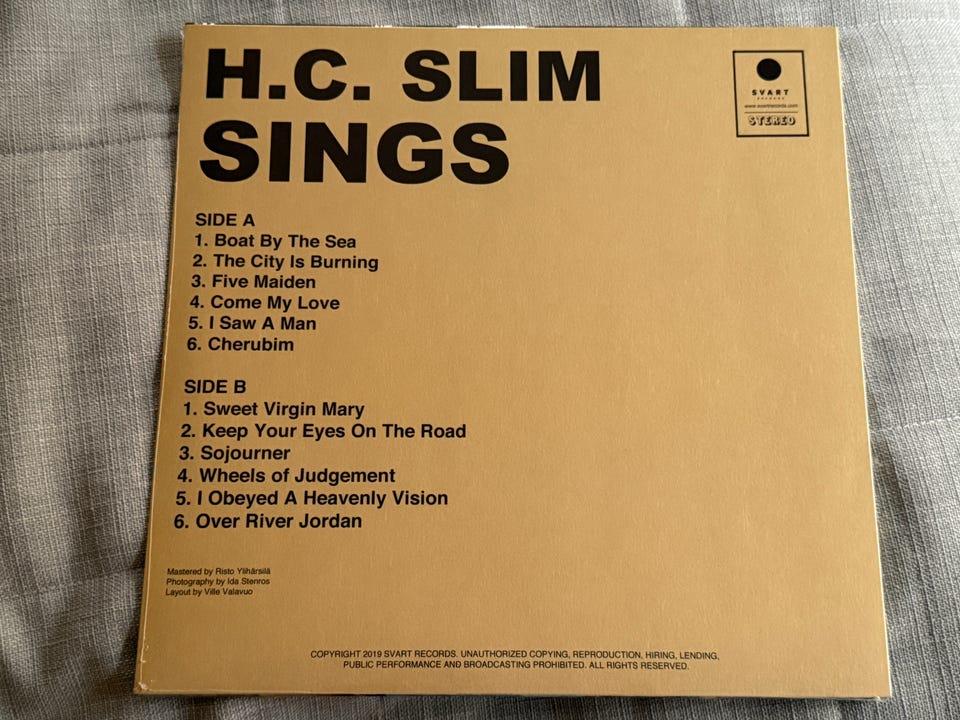 H.C. SLIM
SINGS
SVART
RECORDS
www.svartrecords.com
STEREO
SIDE A
1. Boat By The Sea
2. The City Is Burning
3. Five Maiden
4. Come My Love
5. I Saw A Man
6. Cherubim
SIDE B
1. Sweet Virgin Mary
2. Keep Your Eyes On The Road
3. Sojourner
4. Wheels of Judgement
5. I Obeyed A Heavenly Vision
6. Over River Jordan
Mastered by Risto Ylihärsilä
Photography by Ida Stenros
Layout by Ville Valavuo
COPYRIGHT 2019 SVART RECORDS. UNAUTHORIZED COPYING, REPRODUCTION, HIRING, LENDING,
PUBLIC PERFORMANCE AND BROADCASTING PROHIBITED. ALL RIGHTS RESERVED.